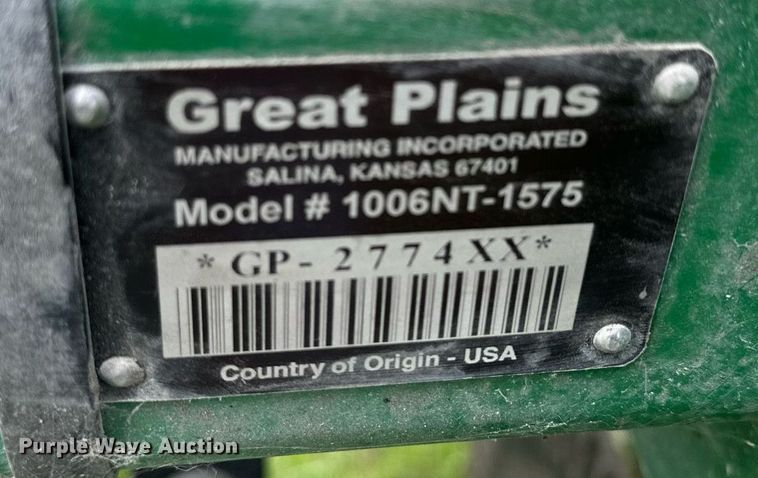 Great Plains
MANUFACTURING INCORPORATED
SALINA, KANSAS 67401
Model # 1006NT-1575
*GP-2774XX*
Country of Origin - USA
Purple Wave Auction